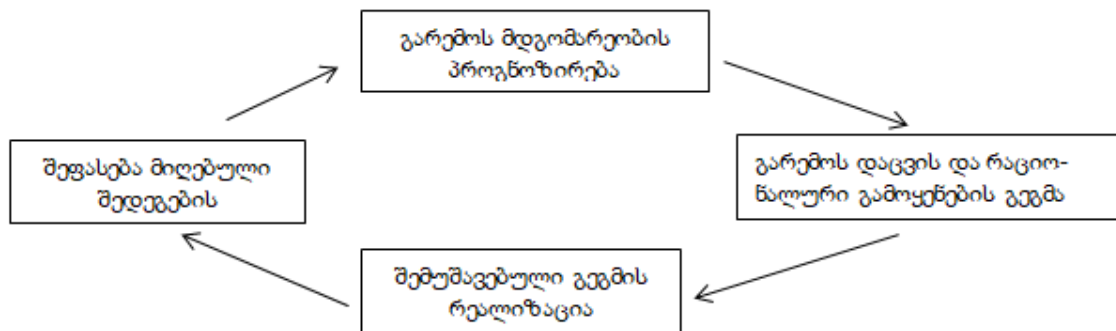 გარემოს მდგომარეობის
პროგნოზირება
გარემოს დაცვის და რაციო-
ნალური გამოყენების გეგმა
შემუშავებული გეგმის
რეალიზაცია
შეფასება მიღებული
შედეგების